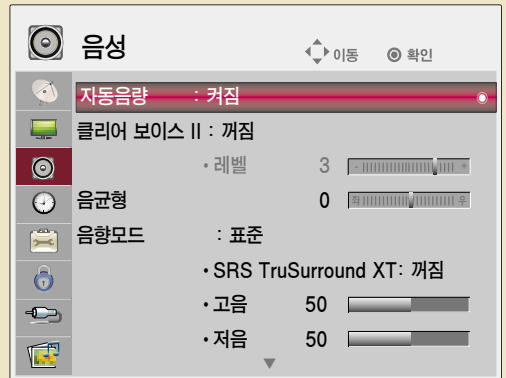 음성
이동 확인
자동음량 : 켜짐
클리어 보이스 II : 꺼짐
• 레벨 3 - +
음균형 0 좌 우
음향모드 : 표준
• SRS TruSurround XT: 꺼짐
• 고음 50
• 저음 50